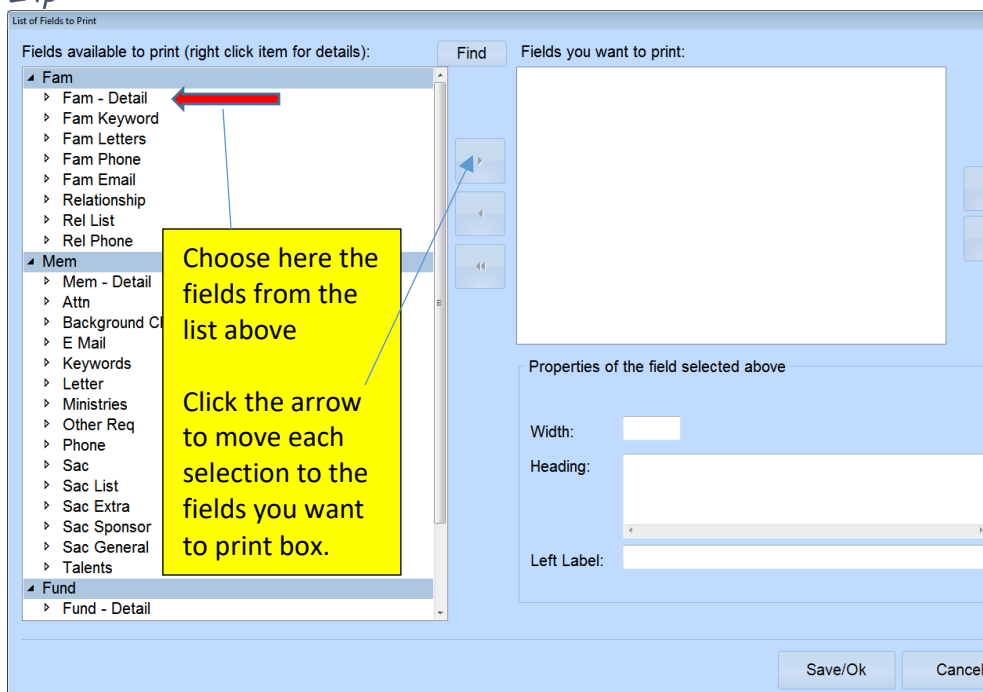 List of Fields to Print
Fields available to print (right click item for details):
Find
Fields you want to print:
Fam
Fam - Detail
Fam Keyword
Fam Letters
Fam Phone
Fam Email
Relationship
Rel List
Rel Phone
Mem
Mem - Detail
Attn
Background Cl
E Mail
Keywords
Letter
Ministries
Other Req
Phone
Sac
Sac List
Sac Extra
Sac Sponsor
Sac General
Talents
Fund
Fund - Detail
Choose here the
fields from the
list above
Click the arrow
to move each
selection to the
fields you want
to print box.
Properties of the field selected above
Width:
Heading:
Left Label:
Save/Ok
Cancel